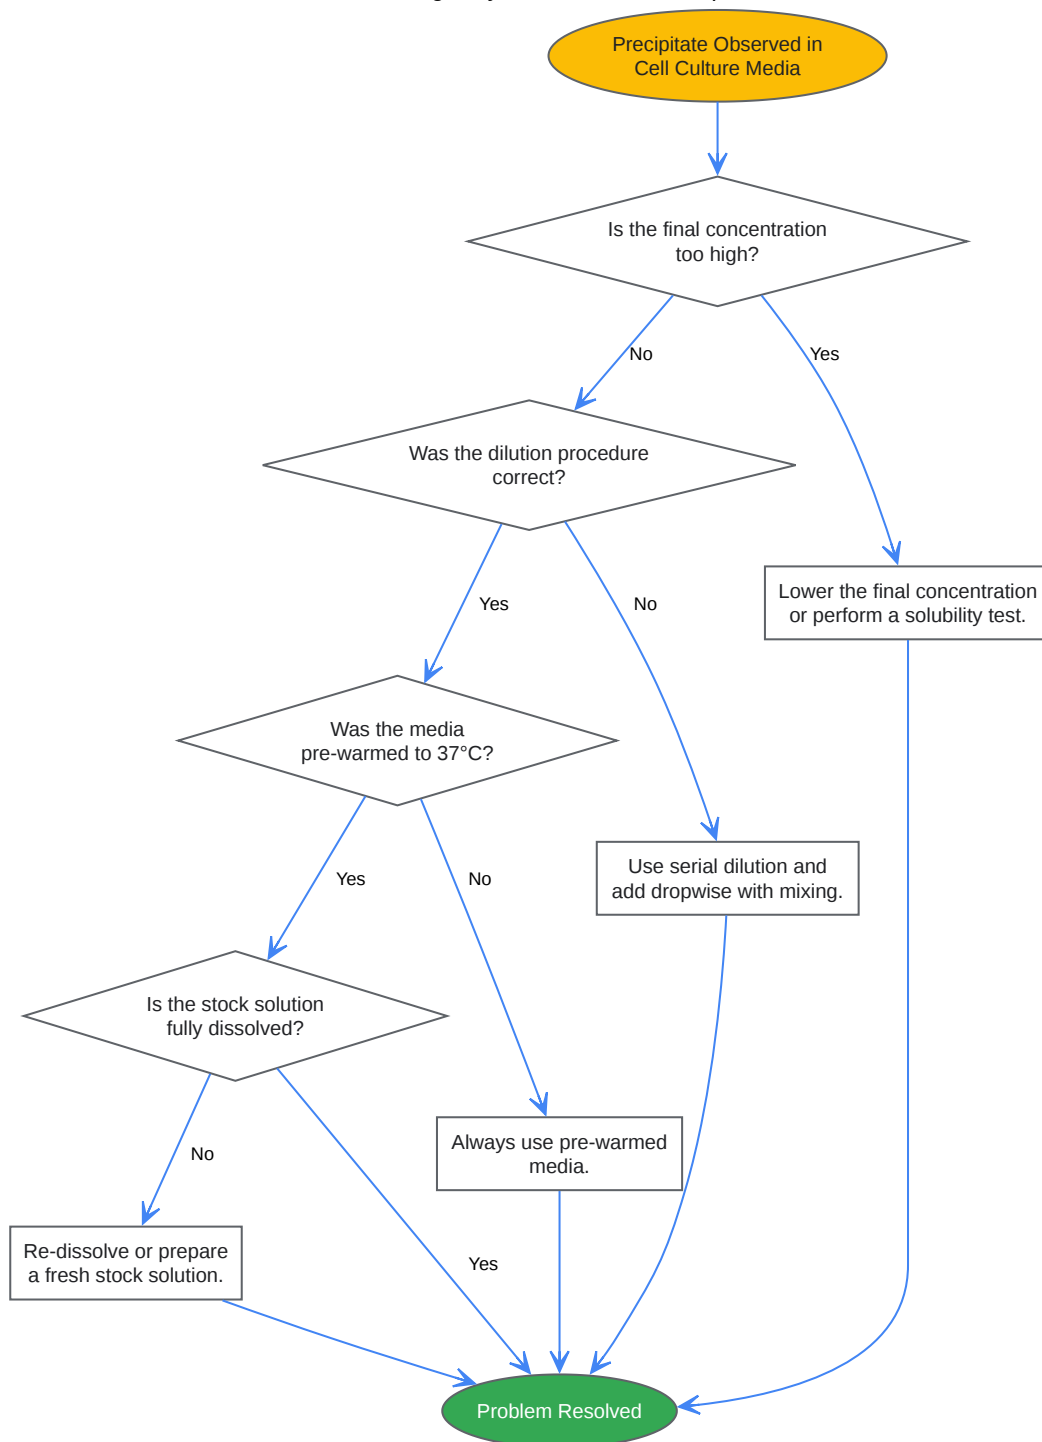 Precipitate Observed in
Cell Culture Media
Is the final concentration
too high?
No
Yes
Was the dilution procedure
correct?
Yes
No
Lower the final concentration
or perform a solubility test.
Was the media
pre-warmed to 37°C?
Yes
No
Use serial dilution and
add dropwise with mixing.
Is the stock solution
fully dissolved?
No
Yes
Always use pre-warmed
media.
Re-dissolve or prepare
a fresh stock solution.
Problem Resolved